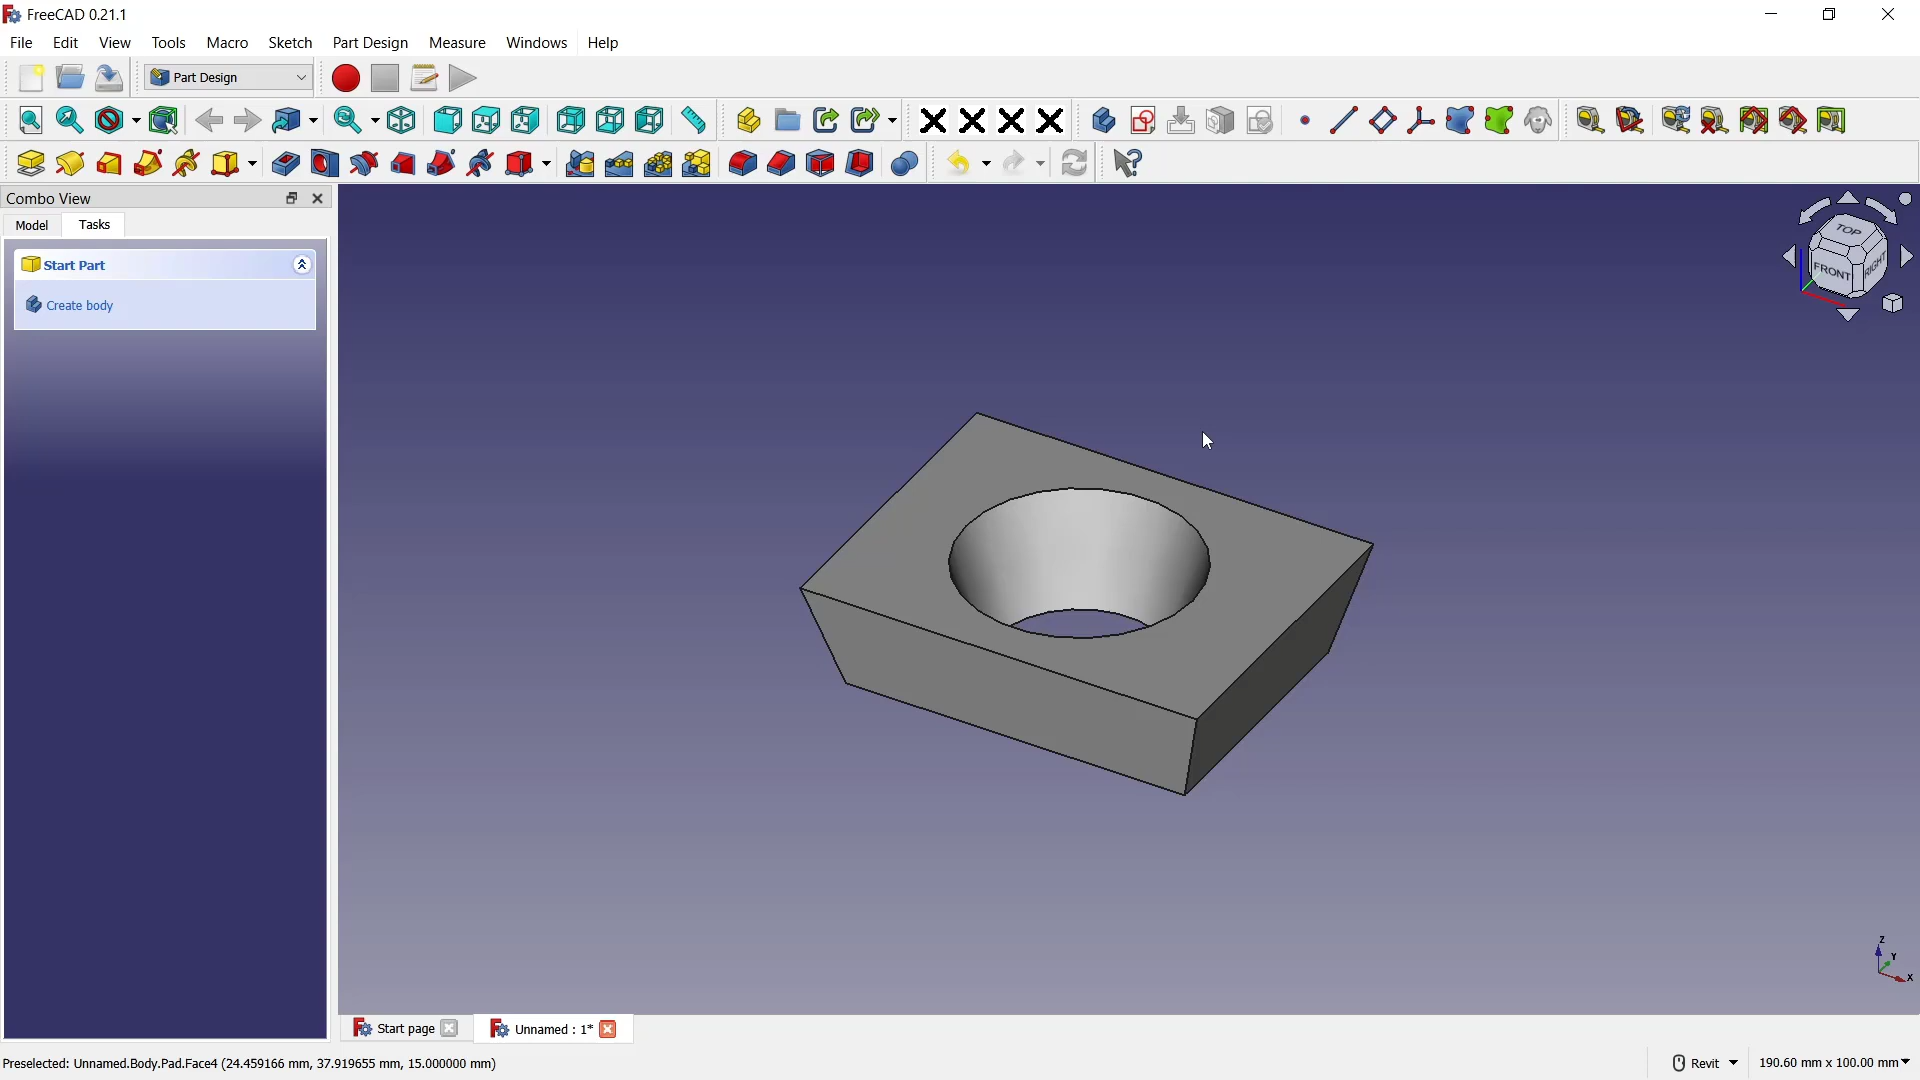 FreeCAD 0.21.1
File Edit View Tools Macro Sketch Part Design Measure Windows Help
Part Design
Combo View
Model Tasks
Start Part
Create body
TOP
FRONT RIGHT
Z
Y
X
Start page Unnamed : 1*
Preselected: Unnamed.Body.Pad.Face4 (24.459166 mm, 37.919655 mm, 15.000000 mm) Revit 190.60 mm x 100.00 mm